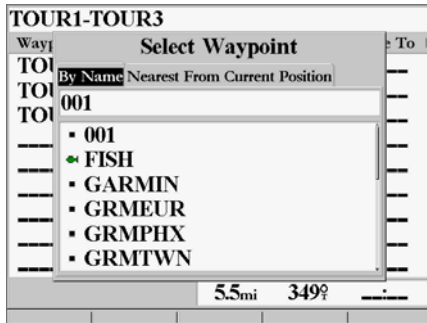 TOUR1-TOUR3
Select Waypoint
By Name Nearest From Current Position
001
001
FISH
GARMIN
GRMEUR
GRMPHX
GRMTWN
5.5mi 349°